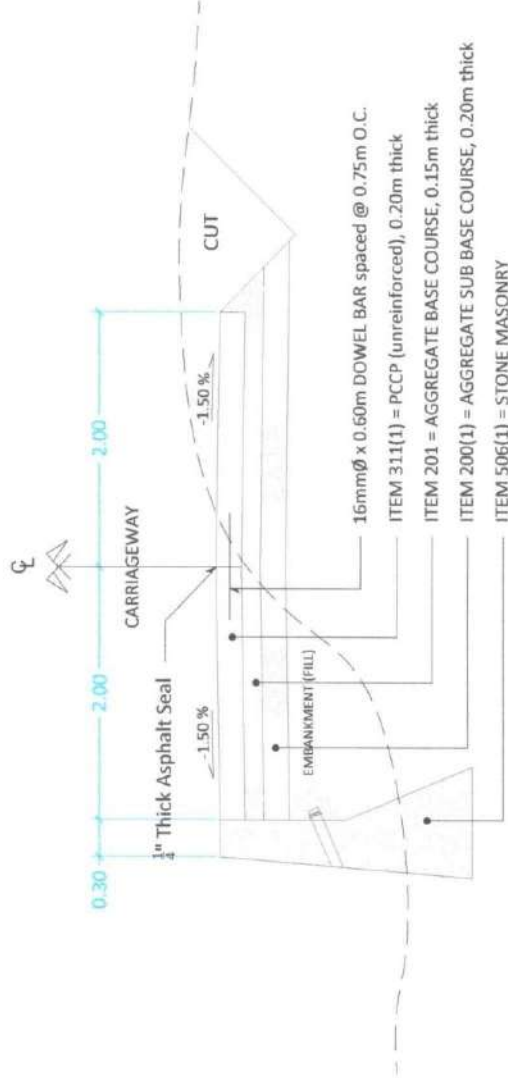 ℄
0.30
2.00
2.00
CARRIAGEWAY
¼" Thick Asphalt Seal
-1.50 %
-1.50 %
CUT
EMBANKMENT (FILL)
16mmØ x 0.60m DOWEL BAR spaced @ 0.75m O.C.
ITEM 311(1) = PCCP (unreinforced), 0.20m thick
ITEM 201 = AGGREGATE BASE COURSE, 0.15m thick
ITEM 200(1) = AGGREGATE SUB BASE COURSE, 0.20m thick
ITEM 506(1) = STONE MASONRY